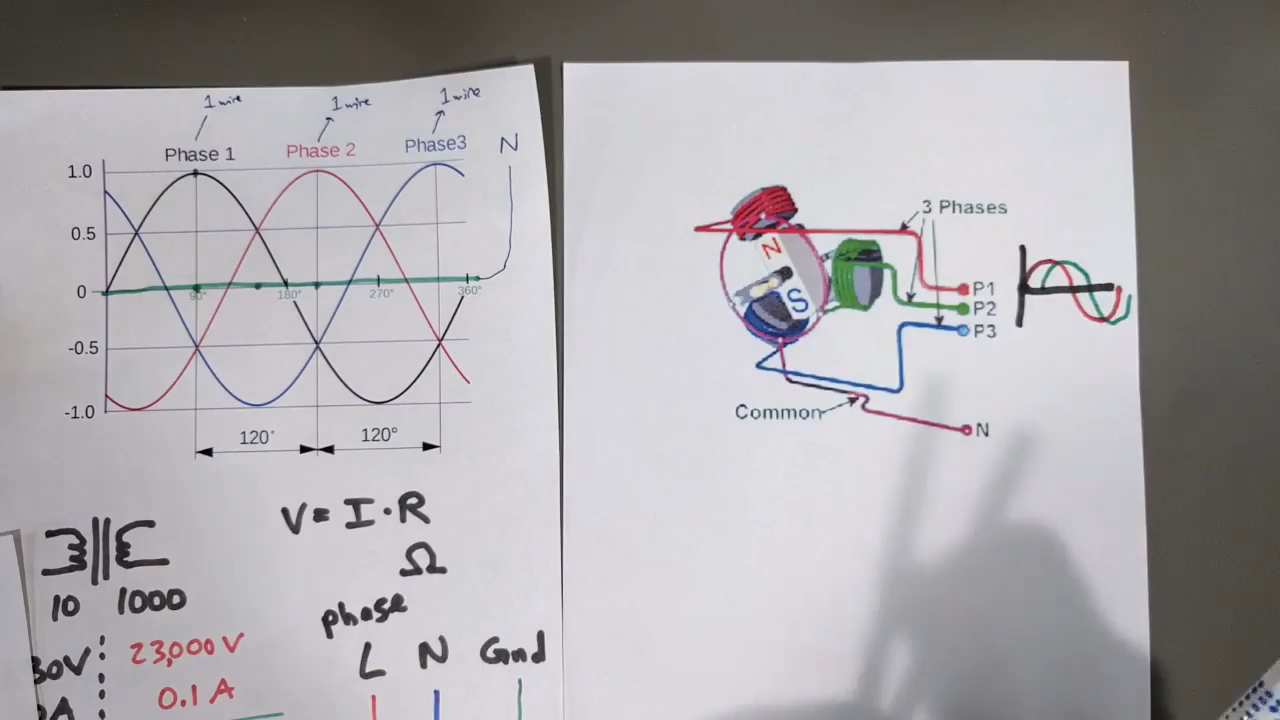 1 wire
1 wire
1 wire
Phase 1
Phase 2
Phase3
N
1.0
0.5
0
-0.5
-1.0
90°
180°
270°
360°
120°
120°
V = I · R
Ω
10 1000
30V 23,000 V
A 0.1 A
phase
L N Gnd
3 Phases
N
S
P1
P2
P3
Common
N